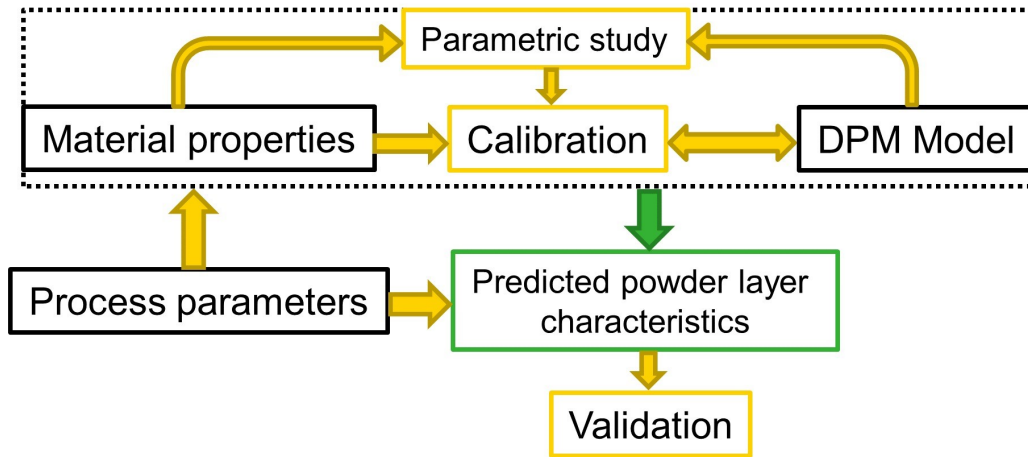 Parametric study
Material properties
Calibration
DPM Model
Process parameters
Predicted powder layer
characteristics
Validation